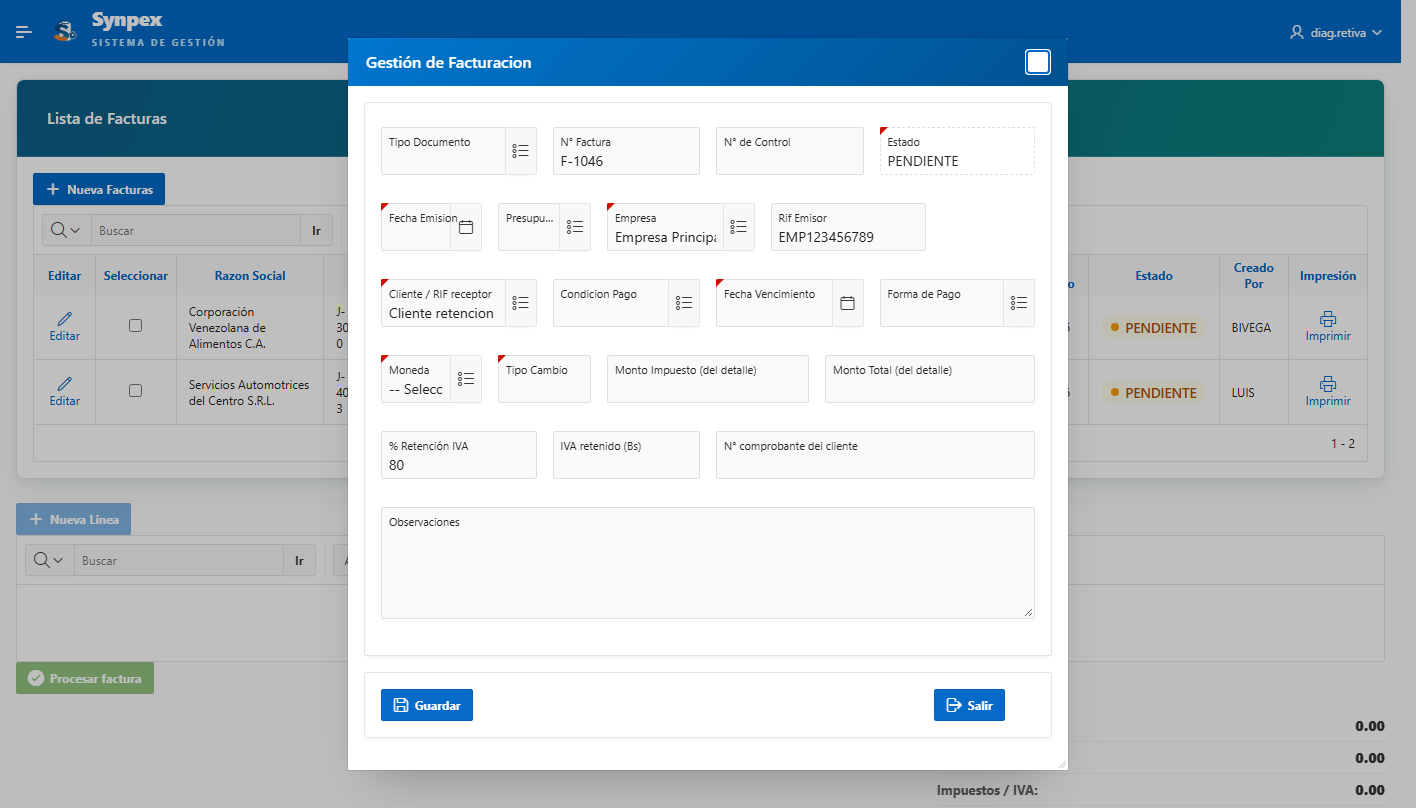 Synpex
SISTEMA DE GESTIÓN
diag.retiva
Gestión de Facturacion
Lista de Facturas
Nueva Facturas
Buscar
Ir
Editar
Seleccionar
Razon Social
Estado
Creado Por
Impresión
Editar
Corporación
Venezolana de
Alimentos C.A.
J-
30
0
PENDIENTE
BIVEGA
Imprimir
Editar
Servicios Automotrices
del Centro S.R.L.
J-
40
3
PENDIENTE
LUIS
Imprimir
1 - 2
Nueva Linea
Buscar
Ir
Procesar factura
Tipo Documento
N° Factura
F-1046
N° de Control
Estado
PENDIENTE
Fecha Emision
Presupu...
Empresa
Empresa Principa
Rif Emisor
EMP123456789
Cliente / RIF receptor
Cliente retencion
Condicion Pago
Fecha Vencimiento
Forma de Pago
Moneda
-- Selecc
Tipo Cambio
Monto Impuesto (del detalle)
Monto Total (del detalle)
% Retención IVA
80
IVA retenido (Bs)
N° comprobante del cliente
Observaciones
Guardar
Salir
0.00
0.00
Impuestos / IVA:
0.00